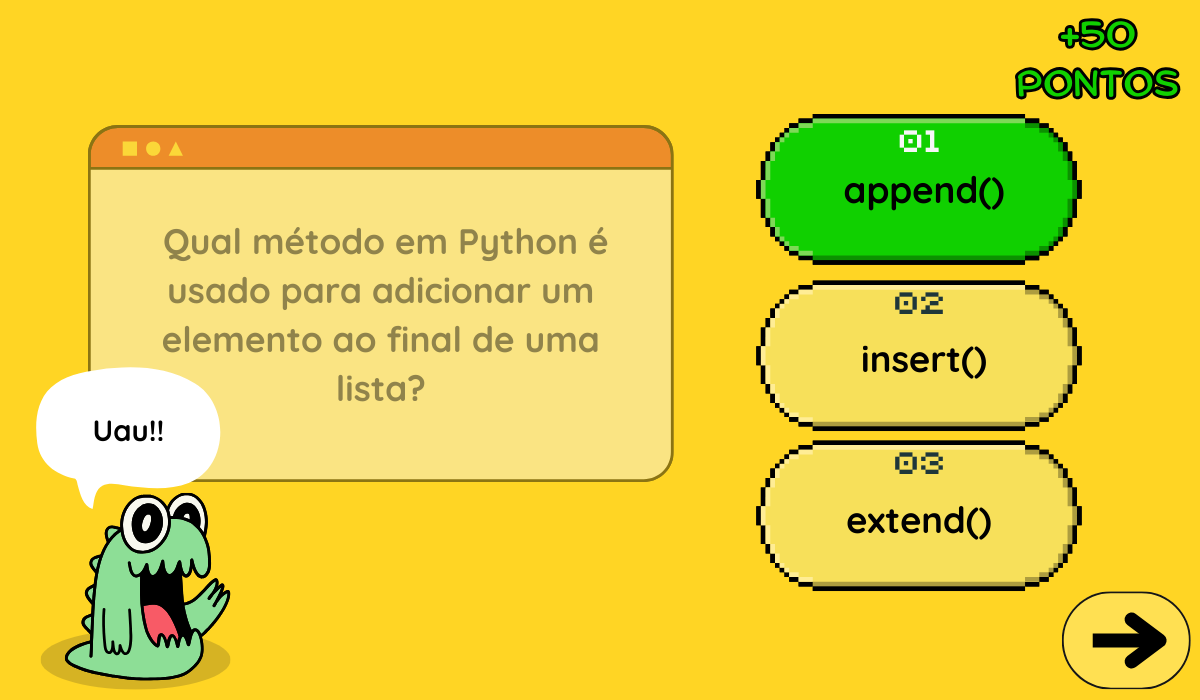 +50
PONTOS
Qual método em Python é
usado para adicionar um
elemento ao final de uma
lista?
01
append()
02
insert()
03
extend()
Uau!!